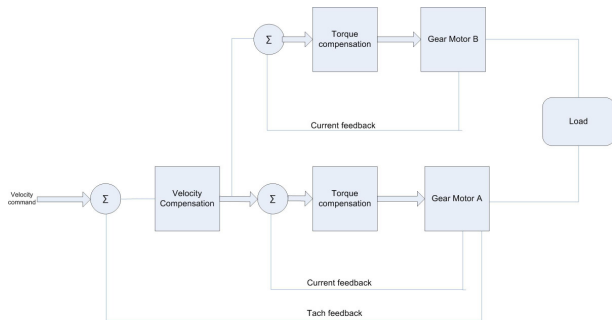 Σ
Torque
compensation
Gear Motor B
Current feedback
Load
Velocity
command
Σ
Velocity
Compensation
Σ
Torque
compensation
Gear Motor A
Current feedback
Tach feedback